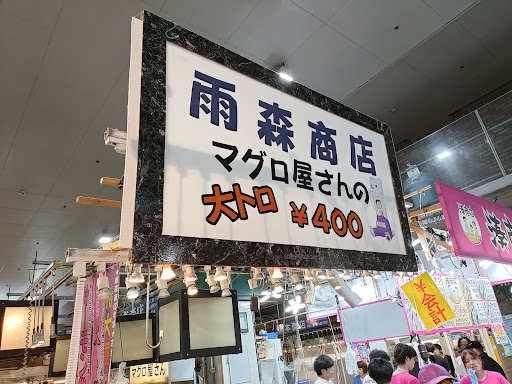 雨森商店
マグロ屋さんの
大トロ ¥400
¥会計
マグロ屋さん